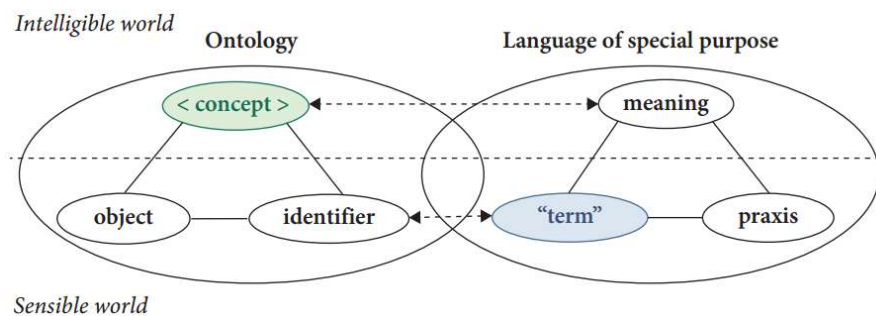 Intelligible world
Ontology
Language of special purpose
< concept >
meaning
object
identifier
“term”
praxis
Sensible world